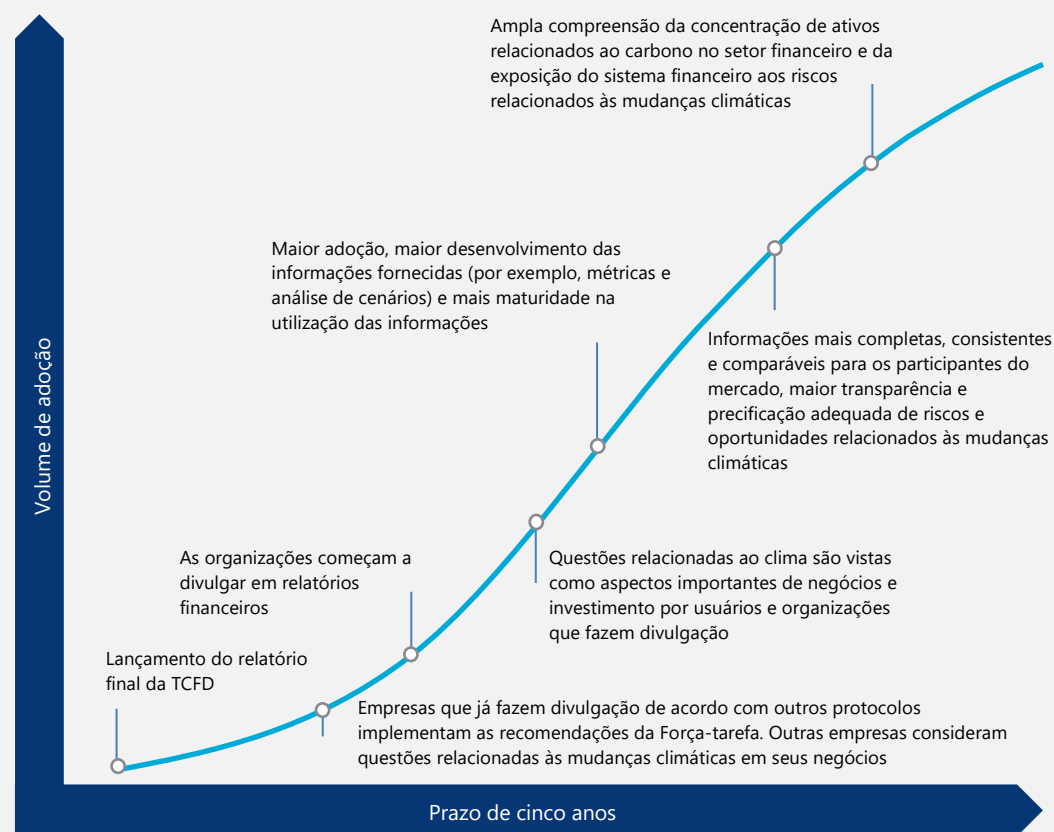 Ampla compreensão da concentração de ativos
relacionados ao carbono no setor financeiro e da
exposição do sistema financeiro aos riscos
relacionados às mudanças climáticas
Maior adoção, maior desenvolvimento das
informações fornecidas (por exemplo, métricas e
análise de cenários) e mais maturidade na
utilização das informações
Informações mais completas, consistentes
e comparáveis para os participantes do
mercado, maior transparência e
precificação adequada de riscos e
oportunidades relacionados às mudanças
climáticas
Volume de adoção
As organizações começam a
divulgar em relatórios
financeiros
Questões relacionadas ao clima são vistas
como aspectos importantes de negócios e
investimento por usuários e organizações
que fazem divulgação
Lançamento do relatório
final da TCFD
Empresas que já fazem divulgação de acordo com outros protocolos
implementam as recomendações da Força-tarefa. Outras empresas consideram
questões relacionadas às mudanças climáticas em seus negócios
Prazo de cinco anos